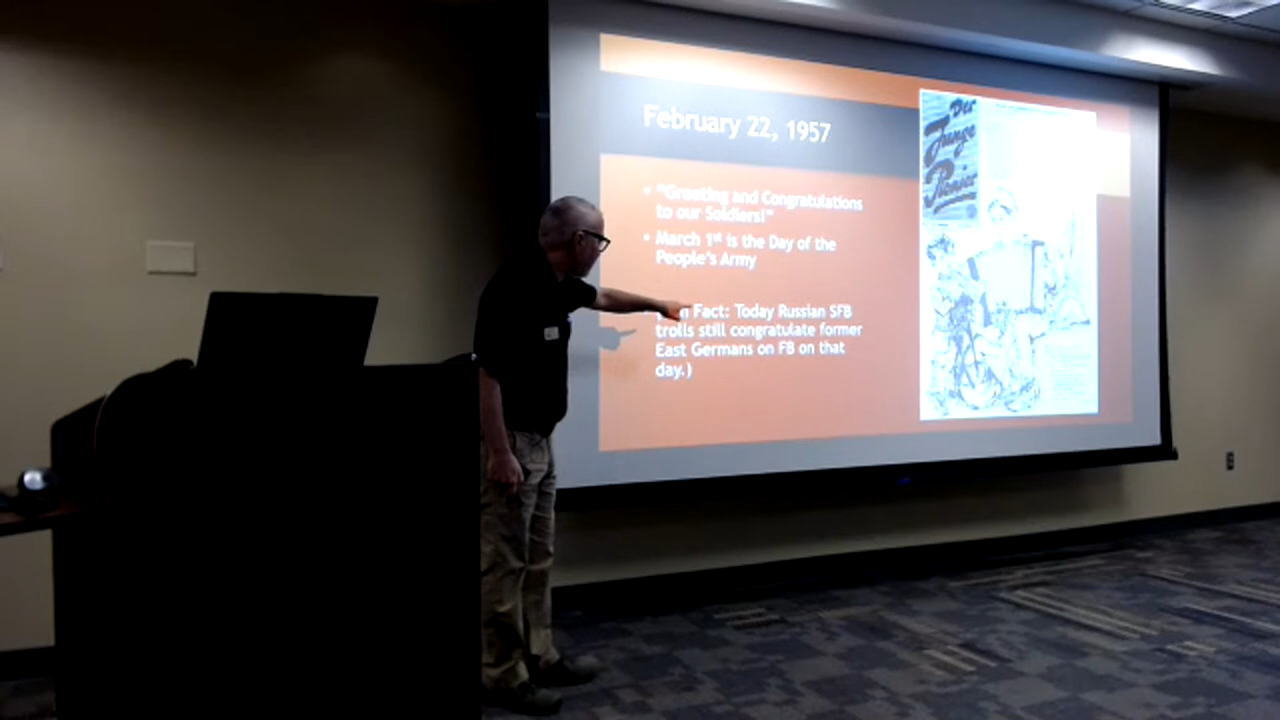 February 22, 1957
• "Greeting and Congratulations
to our Soldiers!"
• March 1st is the Day of the
People's Army
Fact: Today Russian SFB
trolls still congratulate former
East Germans on FB on that
day.)
Der
Junge
Pionier